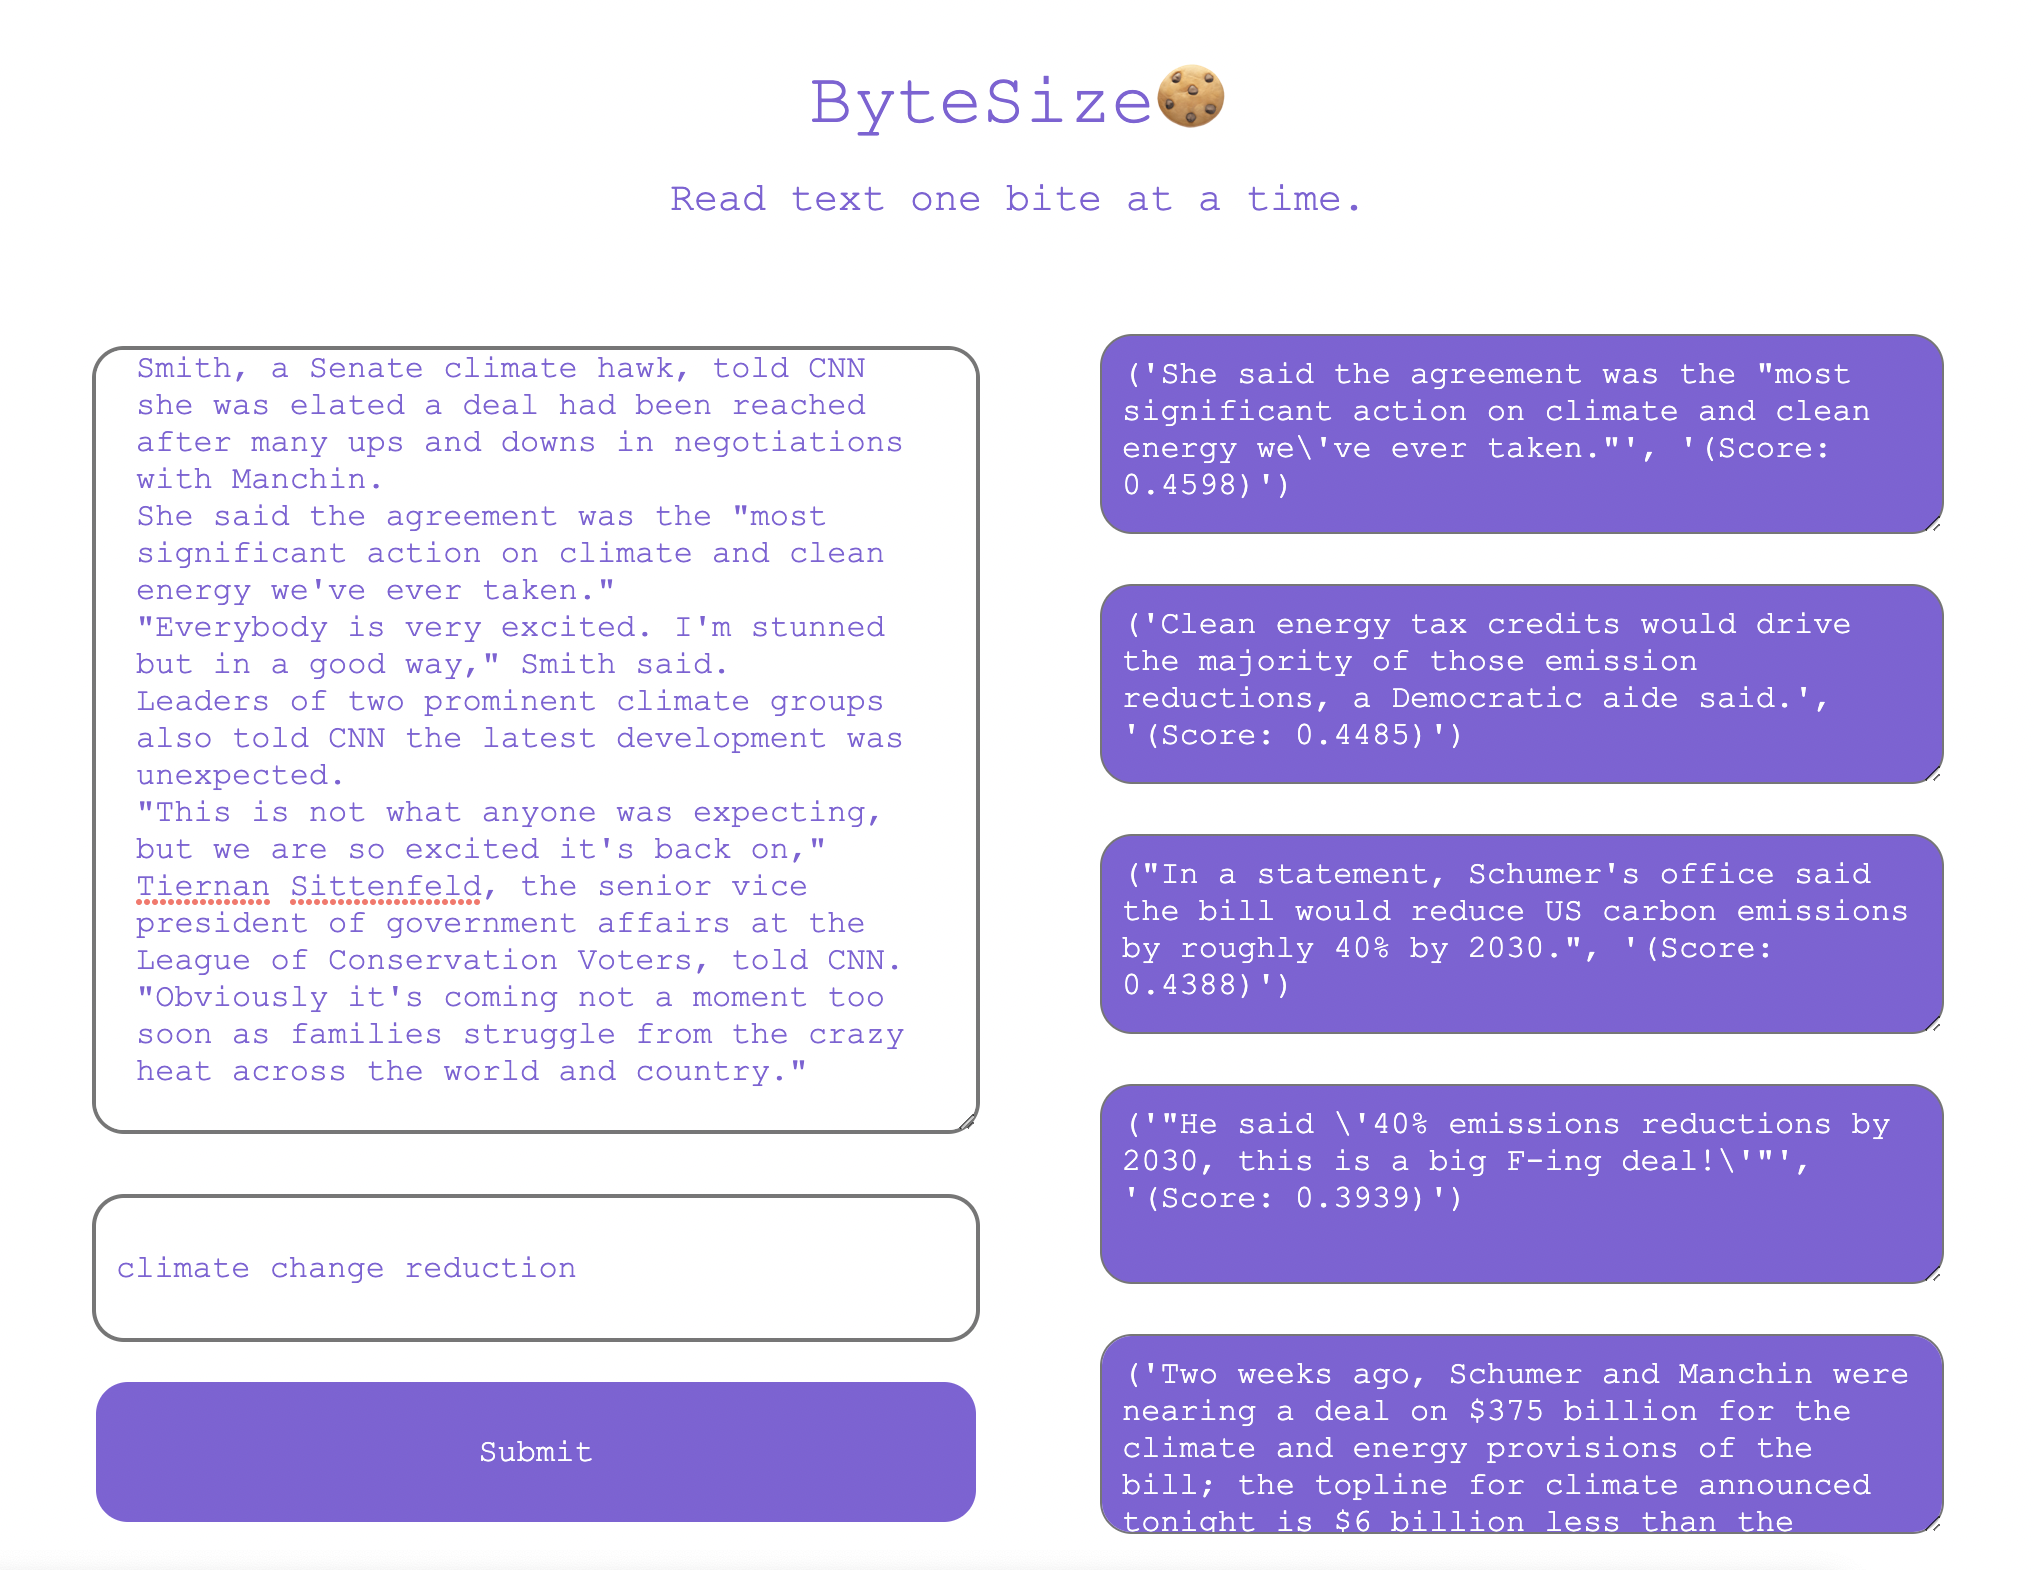 ByteSize
Read text one bite at a time.
Smith, a Senate climate hawk, told CNN
she was elated a deal had been reached
after many ups and downs in negotiations
with Manchin.
She said the agreement was the "most
significant action on climate and clean
energy we've ever taken."
"Everybody is very excited. I'm stunned
but in a good way," Smith said.
Leaders of two prominent climate groups
also told CNN the latest development was
unexpected.
"This is not what anyone was expecting,
but we are so excited it's back on,"
Tiernan Sittenfeld, the senior vice
president of government affairs at the
League of Conservation Voters, told CNN.
"Obviously it's coming not a moment too
soon as families struggle from the crazy
heat across the world and country."
climate change reduction
Submit
('She said the agreement was the "most
significant action on climate and clean
energy we\'ve ever taken."', '(Score:
0.4598)')
('Clean energy tax credits would drive
the majority of those emission
reductions, a Democratic aide said.',
'(Score: 0.4485)')
("In a statement, Schumer's office said
the bill would reduce US carbon emissions
by roughly 40% by 2030.", '(Score:
0.4388)')
('"He said \'40% emissions reductions by
2030, this is a big F-ing deal!\'"',
'(Score: 0.3939)')
('Two weeks ago, Schumer and Manchin were
nearing a deal on $375 billion for the
climate and energy provisions of the
bill; the topline for climate announced
tonight is $6 billion less than the